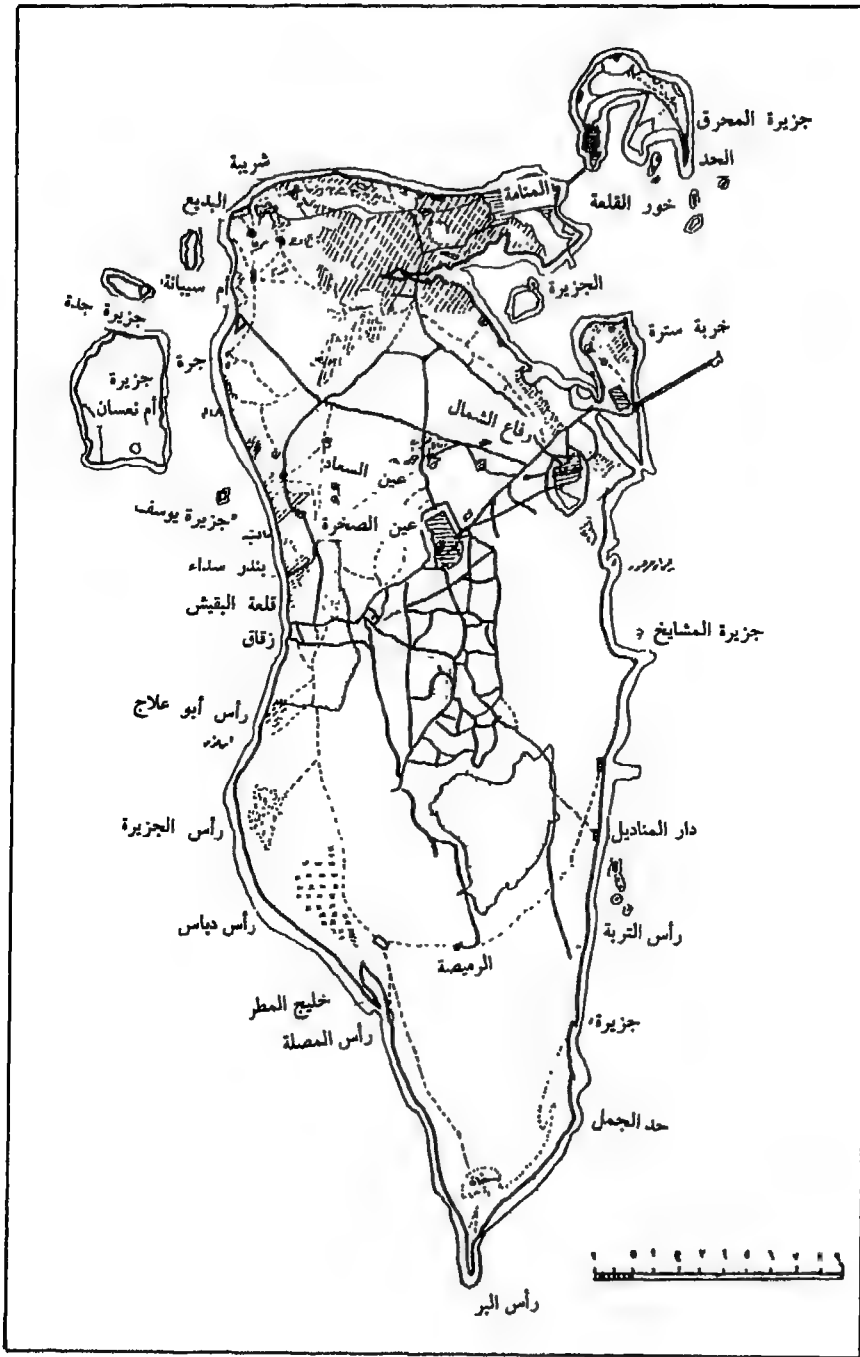 جزيرة المحرق
الحد
خور القلعة
شريبة
المنامة
البديع
أم سيبانة
الجزيرة
جزيرة جدة
خربة سترة
جرة
جزيرة
أم نعسان
رفاع الشمال
عين السعاد
جزيرة يوسف
عين الصخرة
بندر سداء
قلعة البقيش
جزيرة المشايخ
زقاق
رأس أبو علاج
رأس الجزيرة
دار المناديل
رأس دباس
رأس التربة
الرميصة
خليج المطر
جزيرة
رأس المصلة
حد الجمل
رأس البر